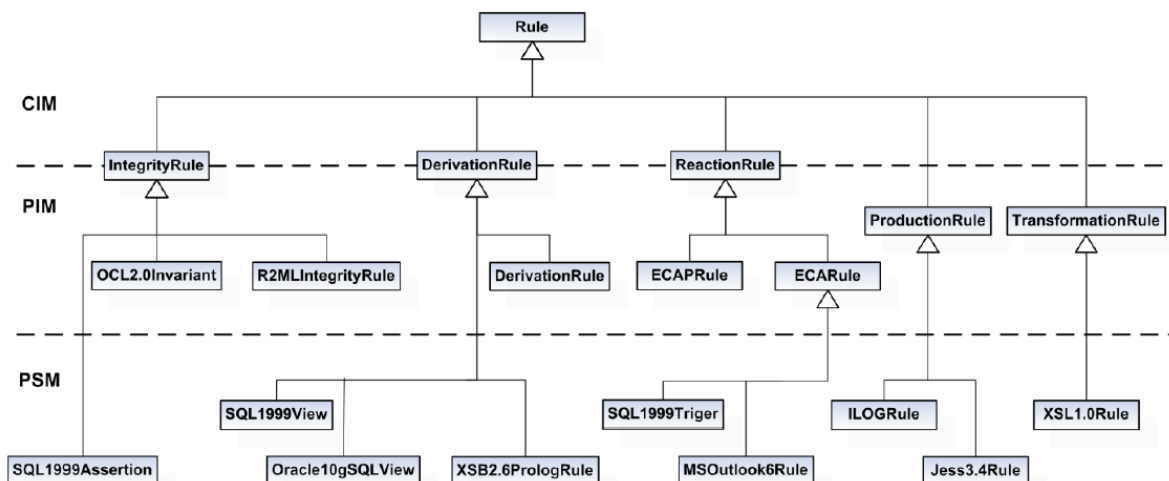 Rule
CIM
IntegrityRule
DerivationRule
ReactionRule
PIM
ProductionRule
TransformationRule
OCL2.0Invariant
R2MLIntegrityRule
DerivationRule
ECAPRule
ECARule
PSM
SQL1999View
SQL1999Triger
ILOGRule
XSL1.0Rule
SQL1999Assertion
Oracle10gSQLView
XSB2.6PrologRule
MSOutlook6Rule
Jess3.4Rule